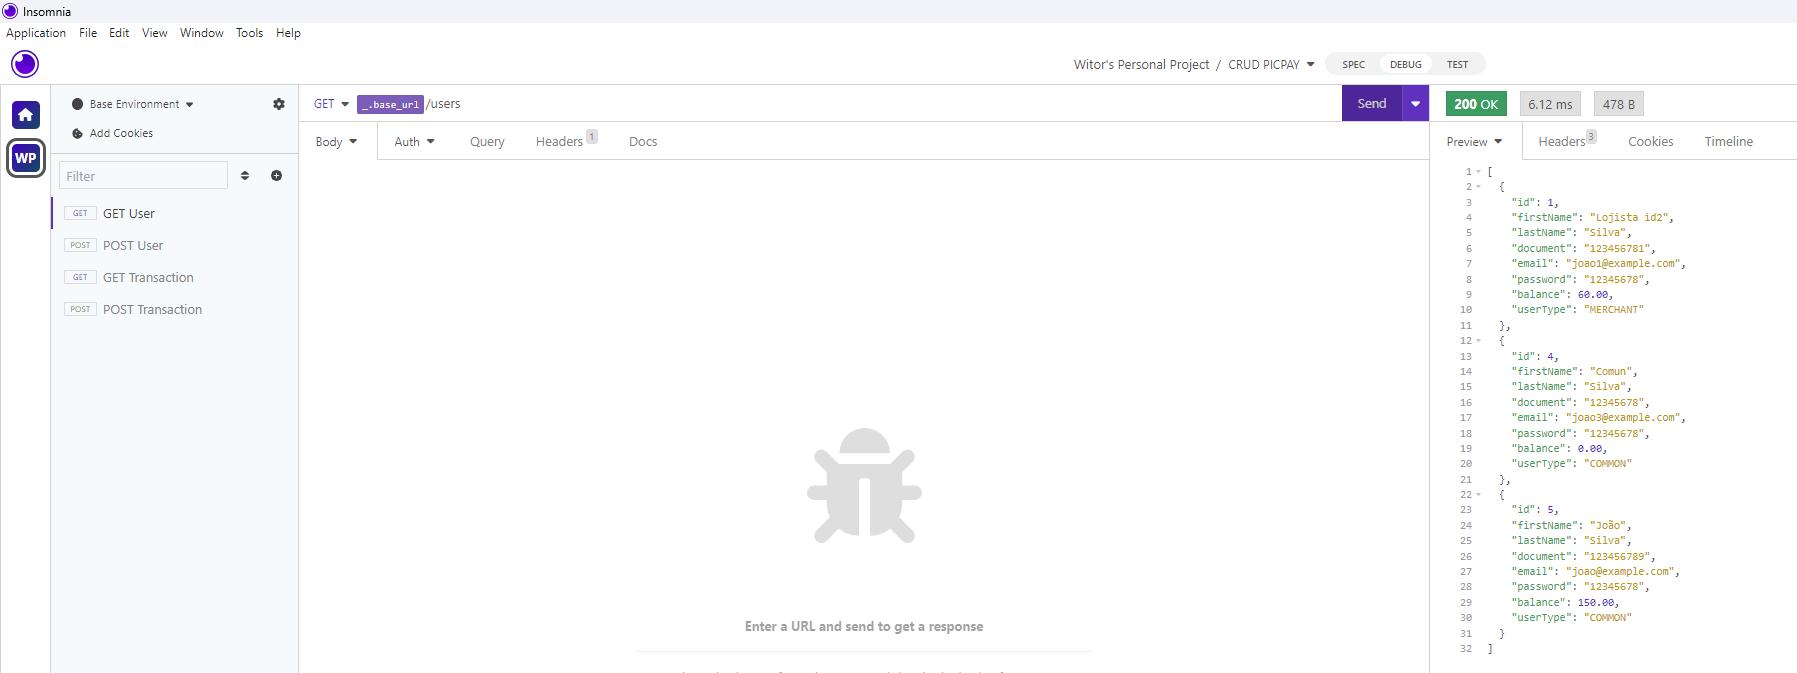 Insomnia
Application File Edit View Window Tools Help
Witor's Personal Project / CRUD PICPAY SPEC DEBUG TEST
WP
Base Environment
Add Cookies
Filter
GET GET User
POST POST User
GET GET Transaction
POST POST Transaction
GET _.base_url /users Send
Body Auth Query Headers 1 Docs
Enter a URL and send to get a response
200 OK 6.12 ms 478 B
Preview Headers 3 Cookies Timeline
1 [
2 {
3 "id": 1,
4 "firstName": "Lojista id2",
5 "lastName": "Silva",
6 "document": "123456781",
7 "email": "joao1@example.com",
8 "password": "12345678",
9 "balance": 60.00,
10 "userType": "MERCHANT"
11 },
12 {
13 "id": 4,
14 "firstName": "Comun",
15 "lastName": "Silva",
16 "document": "12345678",
17 "email": "joao3@example.com",
18 "password": "12345678",
19 "balance": 0.00,
20 "userType": "COMMON"
21 },
22 {
23 "id": 5,
24 "firstName": "João",
25 "lastName": "Silva",
26 "document": "123456789",
27 "email": "joao@example.com",
28 "password": "12345678",
29 "balance": 150.00,
30 "userType": "COMMON"
31 }
32 ]